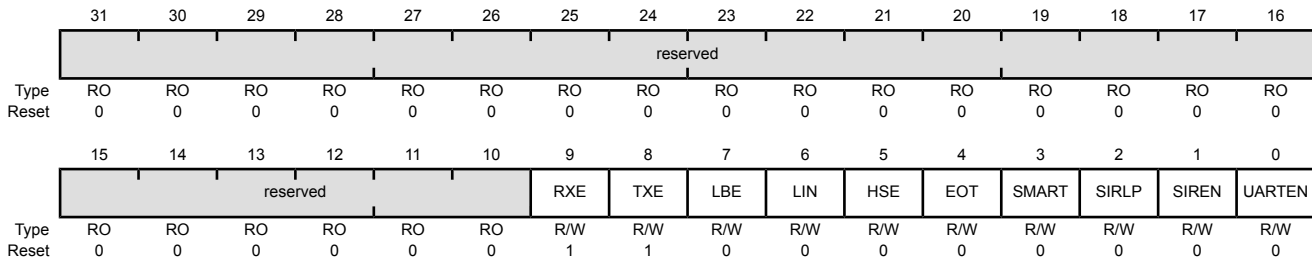 31 30 29 28 27 26 25 24 23 22 21 20 19 18 17 16
reserved
Type RO RO RO RO RO RO RO RO RO RO RO RO RO RO RO RO
Reset 0 0 0 0 0 0 0 0 0 0 0 0 0 0 0 0
15 14 13 12 11 10 9 8 7 6 5 4 3 2 1 0
reserved RXE TXE LBE LIN HSE EOT SMART SIRLP SIREN UARTEN
Type RO RO RO RO RO RO R/W R/W R/W R/W R/W R/W R/W R/W R/W R/W
Reset 0 0 0 0 0 0 1 1 0 0 0 0 0 0 0 0